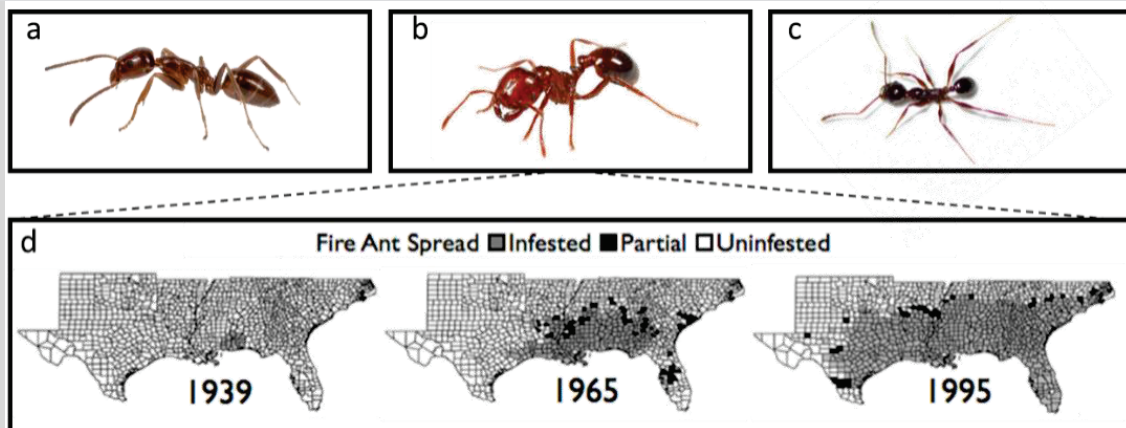 a
b
c
d
Fire Ant Spread Infested Partial Uninfested
1939
1965
1995